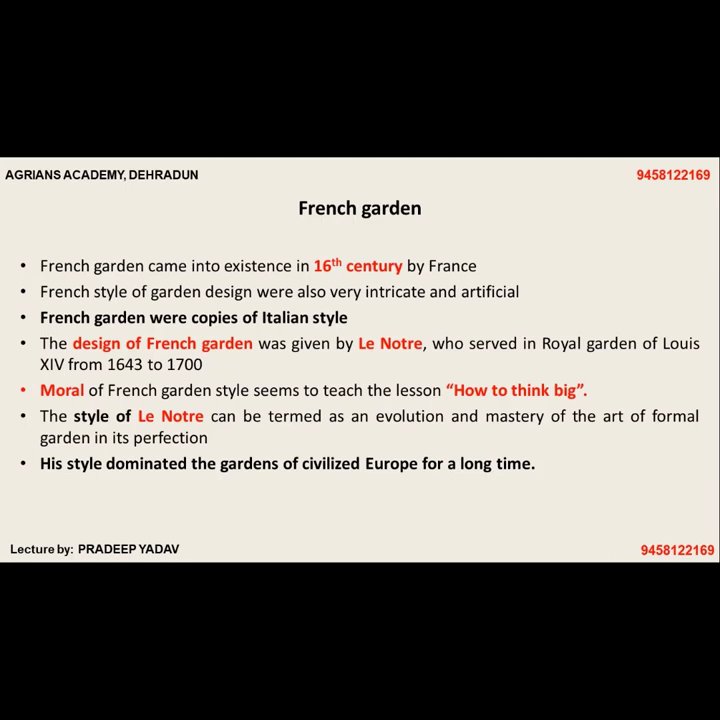 AGRIANS ACADEMY, DEHRADUN 9458122169
French garden
• French garden came into existence in 16th century by France
• French style of garden design were also very intricate and artificial
• French garden were copies of Italian style
• The design of French garden was given by Le Notre, who served in Royal garden of Louis
XIV from 1643 to 1700
• Moral of French garden style seems to teach the lesson “How to think big”.
• The style of Le Notre can be termed as an evolution and mastery of the art of formal
garden in its perfection
• His style dominated the gardens of civilized Europe for a long time.
Lecture by: PRADEEP YADAV 9458122169